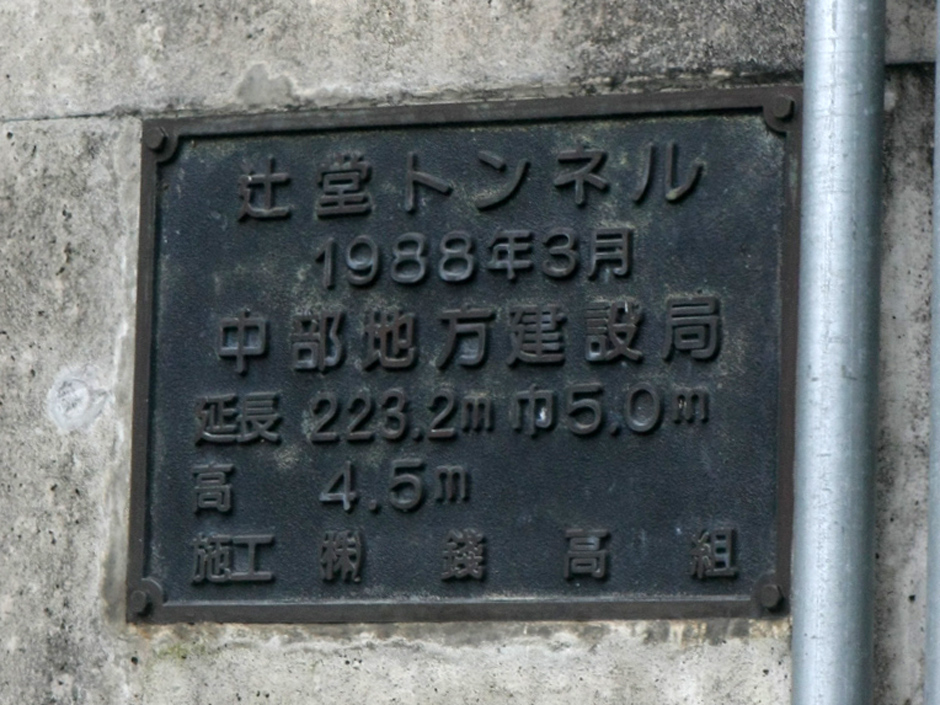 辻堂トンネル
1988年3月
中部地方建設局
延長 223.2m 巾5.0m
高 4.5m
施工 ㈱ 錢高組